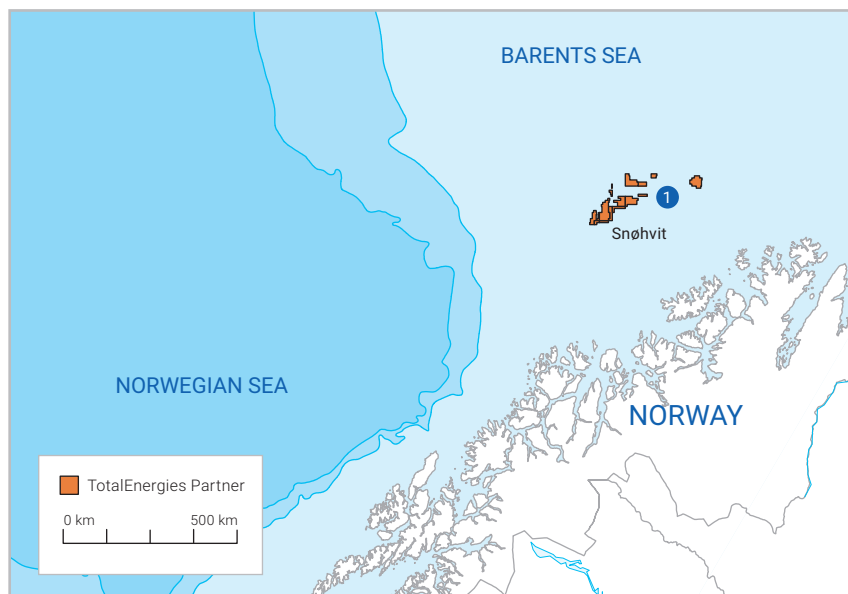 BARENTS SEA
1
Snøhvit
NORWEGIAN SEA
NORWAY
TotalEnergies Partner
0 km 500 km